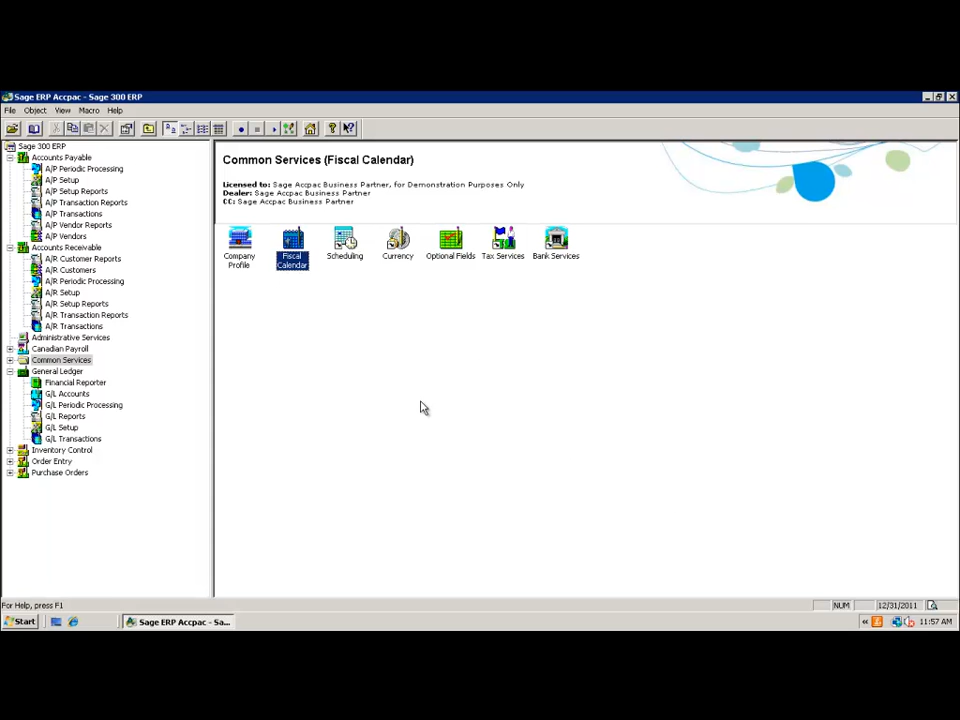 Sage ERP Accpac - Sage 300 ERP
File Object View Macro Help
Sage 300 ERP
Accounts Payable
A/P Periodic Processing
A/P Setup
A/P Setup Reports
A/P Transaction Reports
A/P Transactions
A/P Vendor Reports
A/P Vendors
Accounts Receivable
A/R Customer Reports
A/R Customers
A/R Periodic Processing
A/R Setup
A/R Setup Reports
A/R Transaction Reports
A/R Transactions
Administrative Services
Canadian Payroll
Common Services
General Ledger
Financial Reporter
G/L Accounts
G/L Periodic Processing
G/L Reports
G/L Setup
G/L Transactions
Inventory Control
Order Entry
Purchase Orders
Common Services (Fiscal Calendar)
Licensed to: Sage Accpac Business Partner, for Demonstration Purposes Only
Dealer: Sage Accpac Business Partner
CC: Sage Accpac Business Partner
Company Profile
Fiscal Calendar
Scheduling
Currency
Optional Fields
Tax Services
Bank Services
For Help, press F1
NUM
12/31/2011
Start
Sage ERP Accpac - Sa...
11:57 AM